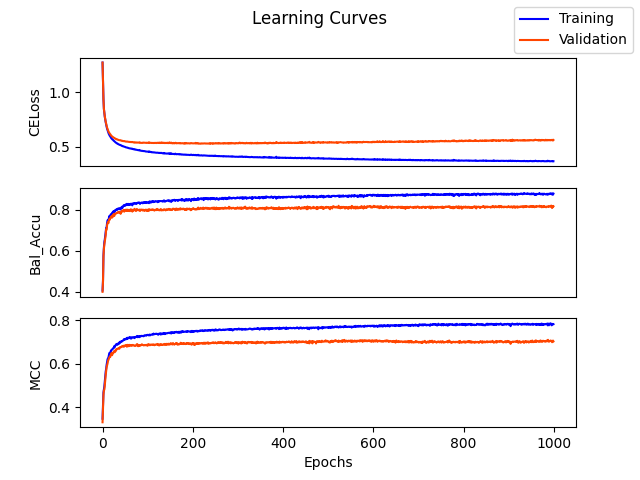 Learning Curves
Training
Validation
1.0
0.5
CELoss
0.8
0.6
0.4
Bal_Accu
0.8
0.6
0.4
MCC
0 200 400 600 800 1000
Epochs